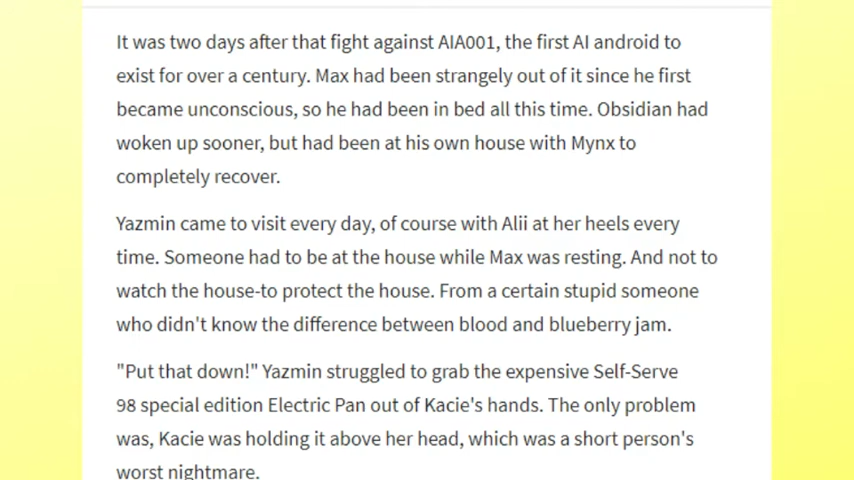 It was two days after that fight against AIA001, the first AI android to
exist for over a century. Max had been strangely out of it since he first
became unconscious, so he had been in bed all this time. Obsidian had
woken up sooner, but had been at his own house with Mynx to
completely recover.
Yazmin came to visit every day, of course with Alii at her heels every
time. Someone had to be at the house while Max was resting. And not to
watch the house-to protect the house. From a certain stupid someone
who didn't know the difference between blood and blueberry jam.
"Put that down!" Yazmin struggled to grab the expensive Self-Serve
98 special edition Electric Pan out of Kacie's hands. The only problem
was, Kacie was holding it above her head, which was a short person's
worst nightmare.